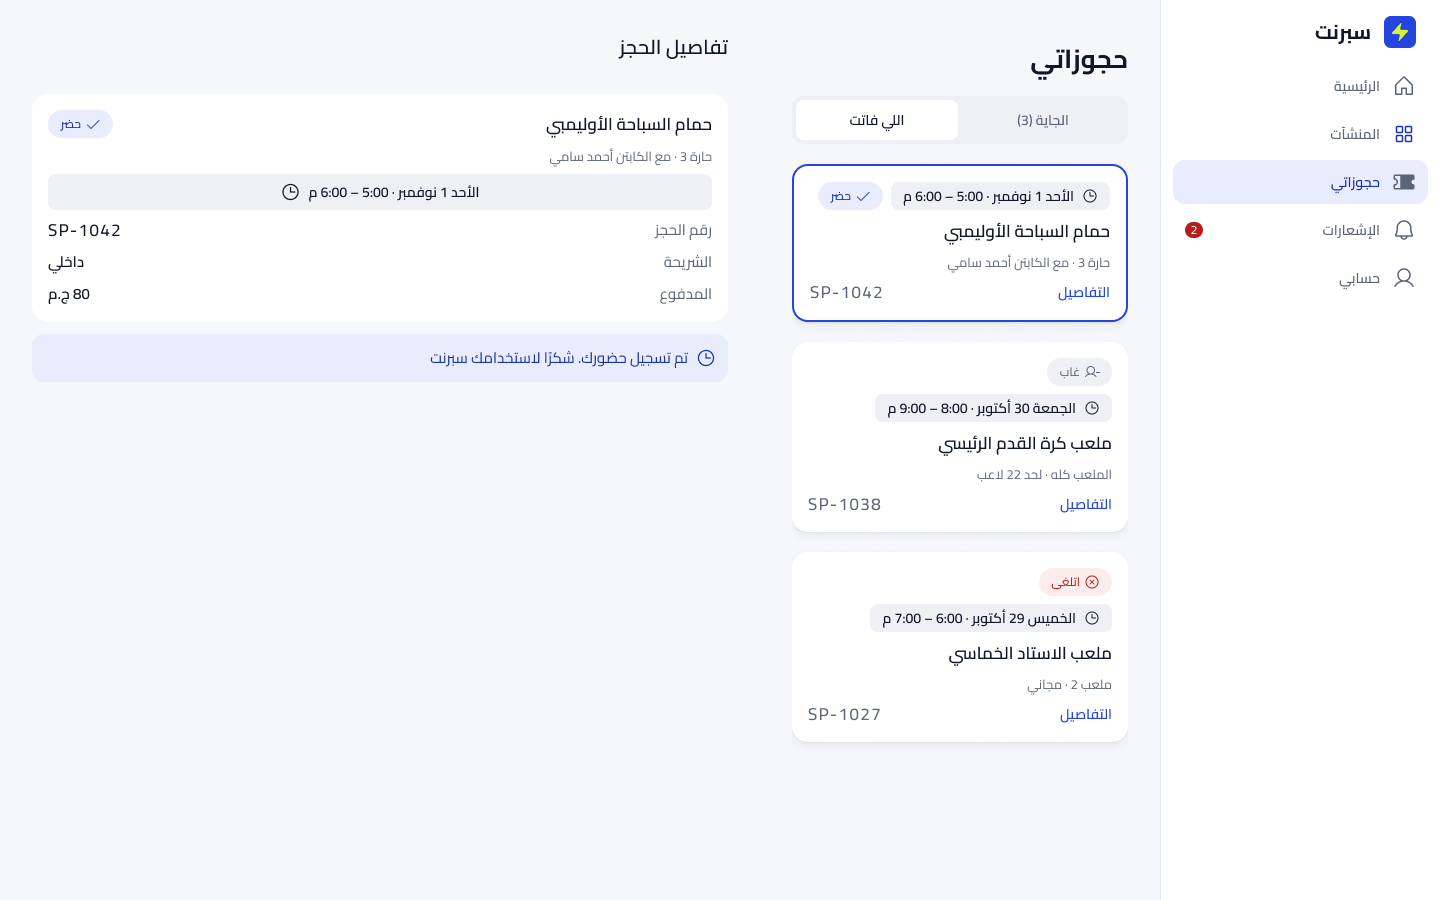 سبرنت
الرئيسية
المنشآت
حجوزاتي
الإشعارات
2
حسابي
حجوزاتي
الجاية (3)
اللي فاتت
الأحد 1 نوفمبر · 5:00 – 6:00 م
حضر
حمام السباحة الأوليمبي
حارة 3 · مع الكابتن أحمد سامي
التفاصيل
SP-1042
غاب
الجمعة 30 أكتوبر · 8:00 – 9:00 م
ملعب كرة القدم الرئيسي
الملعب كله · لحد 22 لاعب
التفاصيل
SP-1038
اتلغى
الخميس 29 أكتوبر · 6:00 – 7:00 م
ملعب الاستاد الخماسي
ملعب 2 · مجاني
التفاصيل
SP-1027
تفاصيل الحجز
حمام السباحة الأوليمبي
حضر
حارة 3 · مع الكابتن أحمد سامي
الأحد 1 نوفمبر · 5:00 – 6:00 م
رقم الحجز
SP-1042
الشريحة
داخلي
المدفوع
80 ج.م
تم تسجيل حضورك. شكرًا لاستخدامك سبرنت